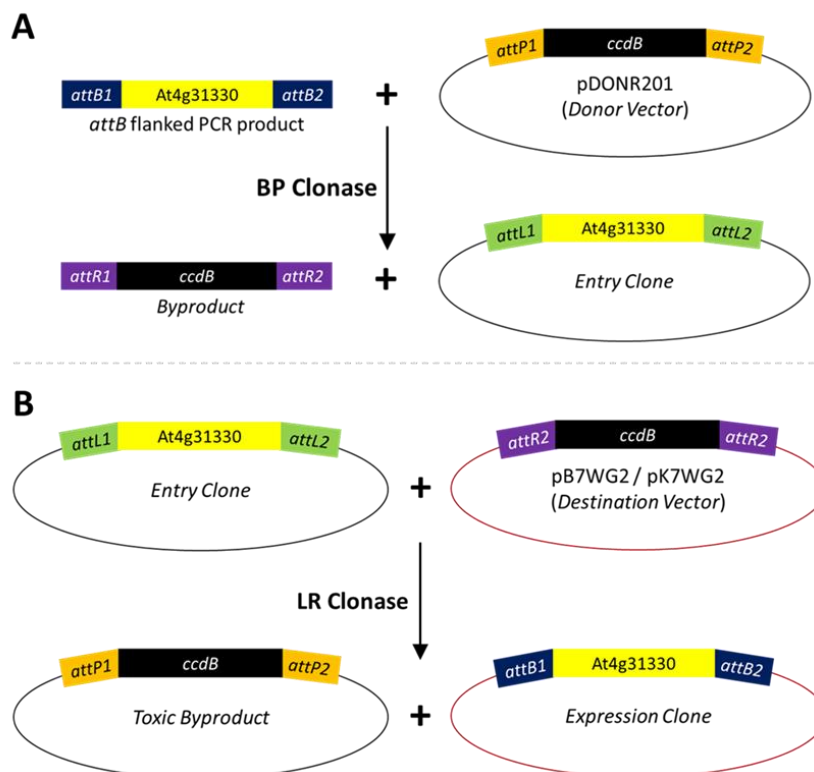 A
attP1 ccdB attP2
attB1 At4g31330 attB2
attB flanked PCR product
+
pDONR201
(Donor Vector)
BP Clonase
attL1 At4g31330 attL2
attR1 ccdB attR2
Byproduct
+
Entry Clone
B
attL1 At4g31330 attL2
Entry Clone
+
attR2 ccdB attR2
pB7WG2 / pK7WG2
(Destination Vector)
LR Clonase
attP1 ccdB attP2
Toxic Byproduct
+
attB1 At4g31330 attB2
Expression Clone